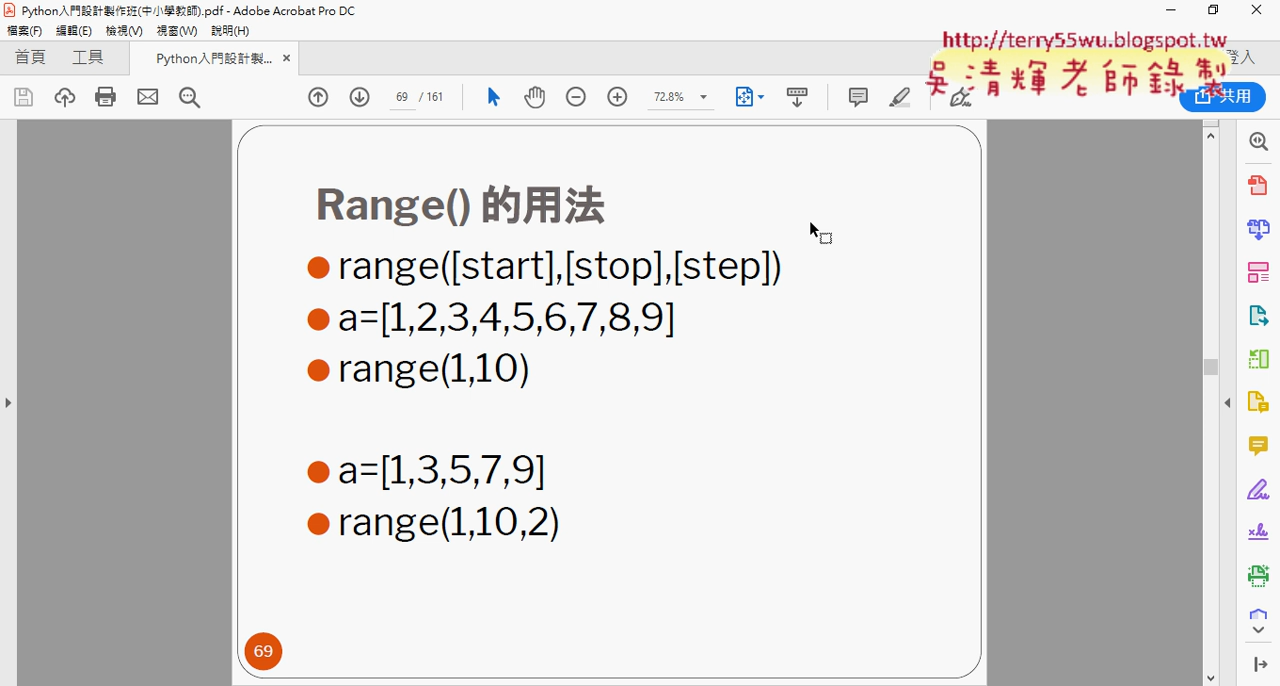 Python入門設計製作班(中小學教師).pdf - Adobe Acrobat Pro DC
檔案(F) 編輯(E) 檢視(V) 視窗(W) 說明(H)
http://terry55wu.blogspot.tw
吳清輝老師錄製
首頁 工具 Python入門設計製... × 登入
69 / 161 72.8% 共用
Range() 的用法
range([start],[stop],[step])
a=[1,2,3,4,5,6,7,8,9]
range(1,10)
a=[1,3,5,7,9]
range(1,10,2)
69